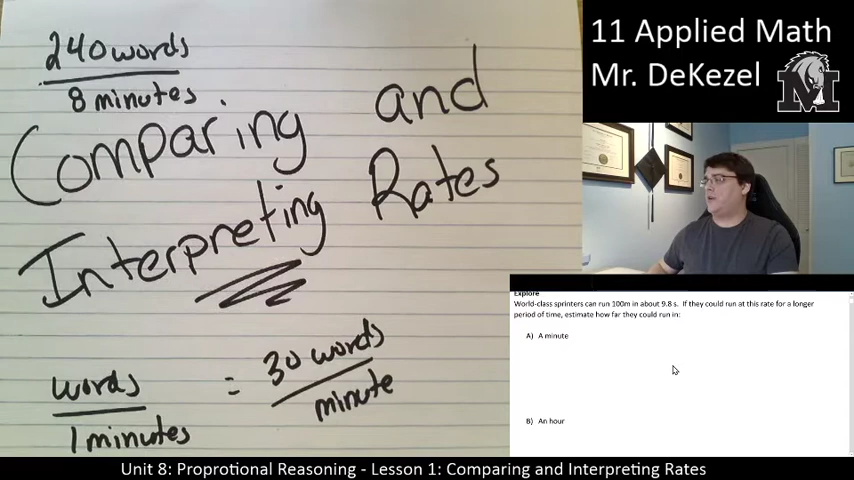 240 words
8 minutes
Comparing and
Interpreting Rates
words = 30 words
1 minutes minute
11 Applied Math
Mr. DeKezel
M
Explore
World-class sprinters can run 100m in about 9.8 s. If they could run at this rate for a longer
period of time, estimate how far they could run in:
A) A minute
B) An hour
Unit 8: Proprotional Reasoning - Lesson 1: Comparing and Interpreting Rates